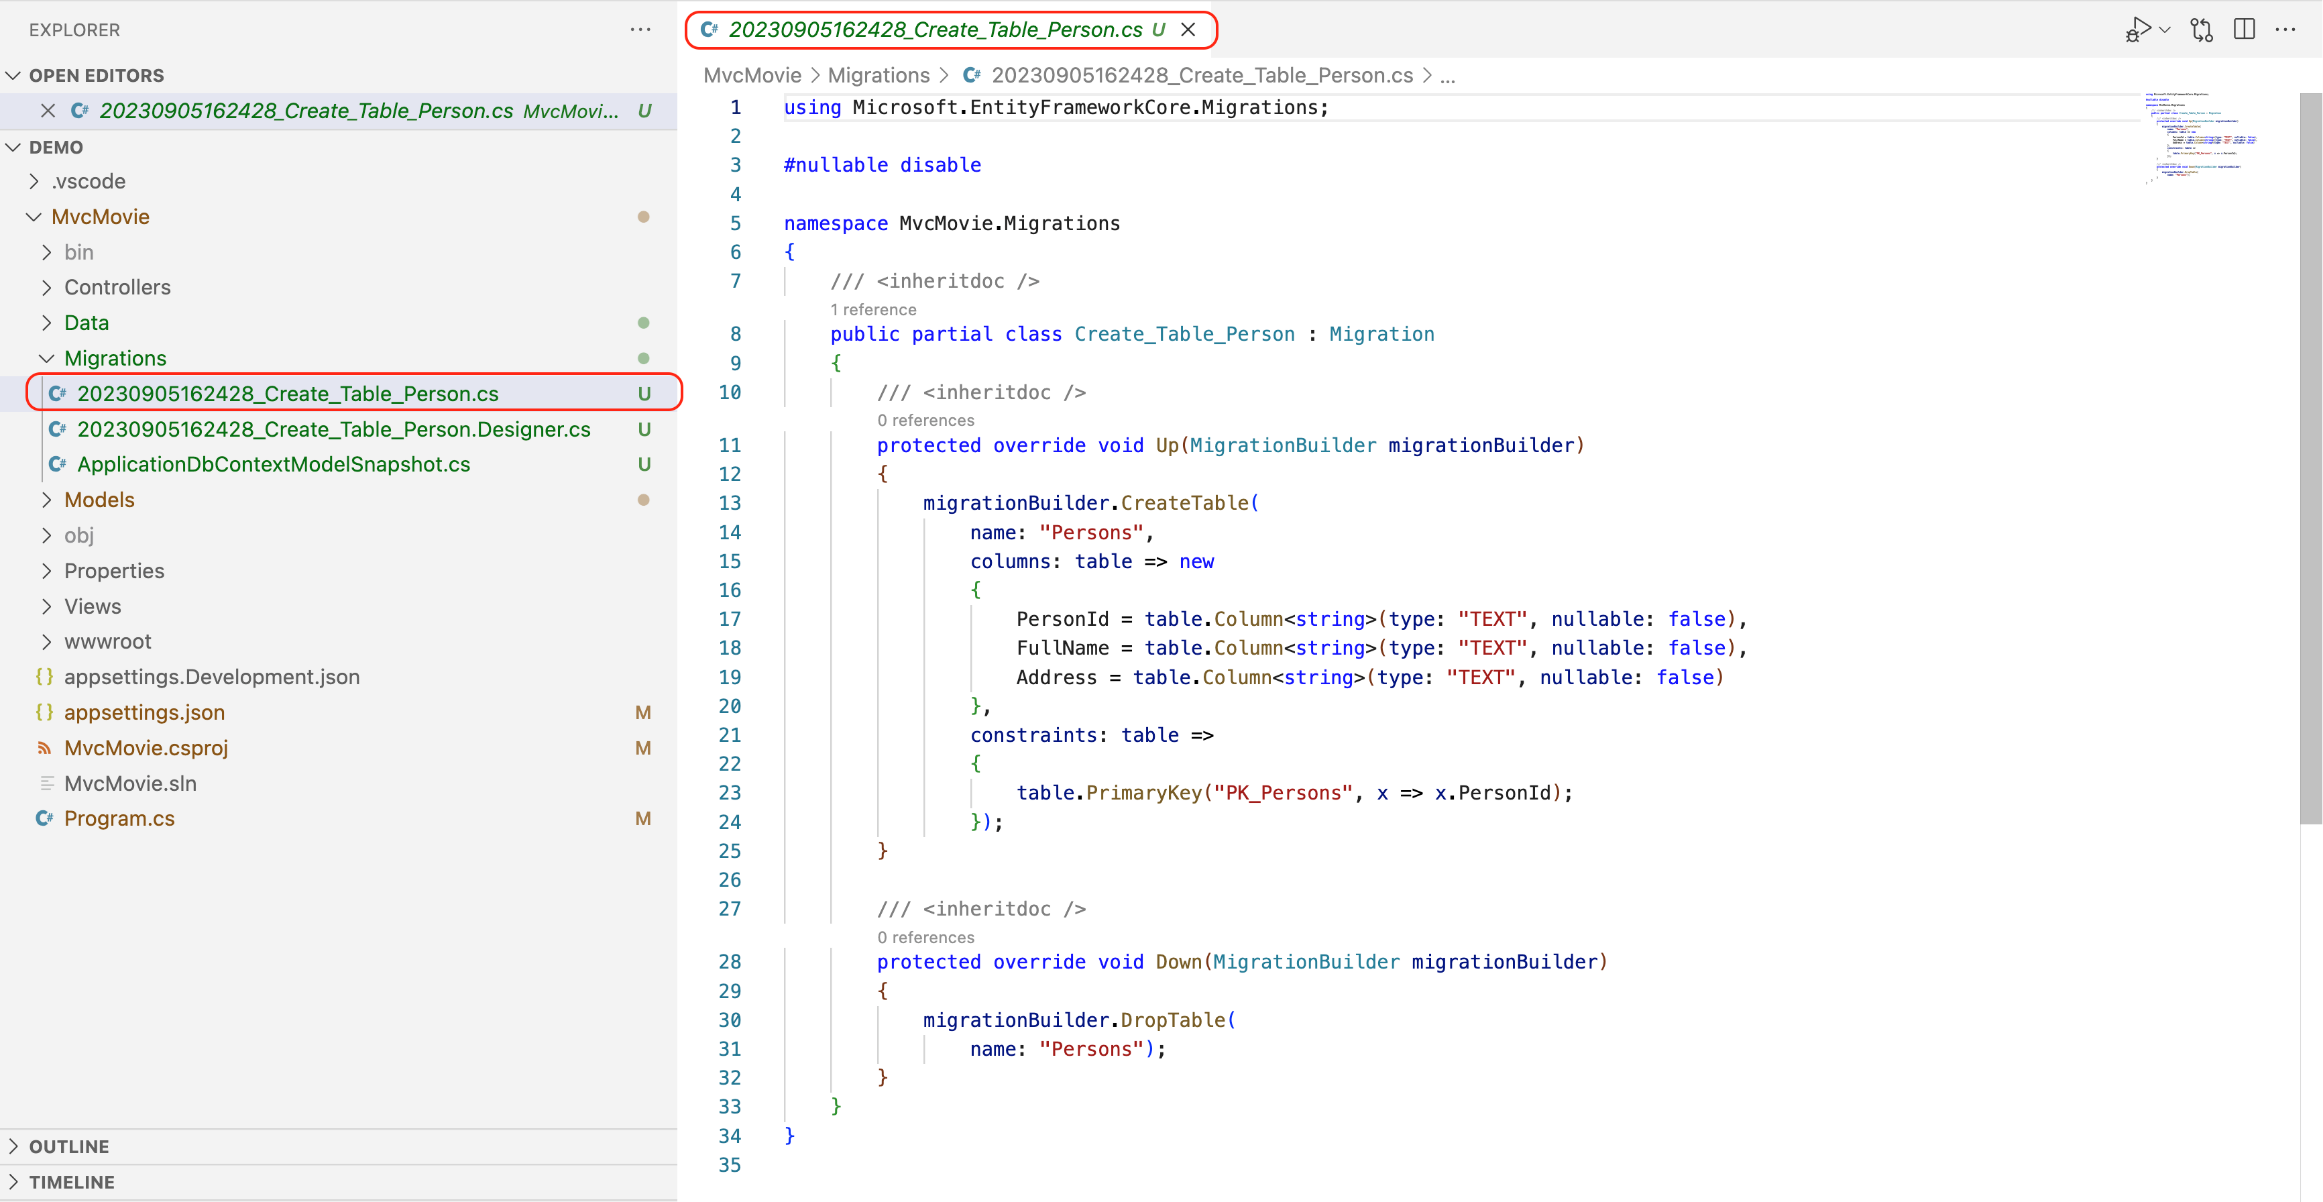 EXPLORER
OPEN EDITORS
20230905162428_Create_Table_Person.cs MvcMovi... U
DEMO
.vscode
MvcMovie
bin
Controllers
Data
Migrations
20230905162428_Create_Table_Person.cs U
20230905162428_Create_Table_Person.Designer.cs U
ApplicationDbContextModelSnapshot.cs U
Models
obj
Properties
Views
wwwroot
appsettings.Development.json
appsettings.json M
MvcMovie.csproj M
MvcMovie.sln
Program.cs M
OUTLINE
TIMELINE
20230905162428_Create_Table_Person.cs U
MvcMovie > Migrations > 20230905162428_Create_Table_Person.cs > ...
1 using Microsoft.EntityFrameworkCore.Migrations;
2
3 #nullable disable
4
5 namespace MvcMovie.Migrations
6 {
7 /// <inheritdoc />
1 reference
8 public partial class Create_Table_Person : Migration
9 {
10 /// <inheritdoc />
0 references
11 protected override void Up(MigrationBuilder migrationBuilder)
12 {
13 migrationBuilder.CreateTable(
14 name: "Persons",
15 columns: table => new
16 {
17 PersonId = table.Column<string>(type: "TEXT", nullable: false),
18 FullName = table.Column<string>(type: "TEXT", nullable: false),
19 Address = table.Column<string>(type: "TEXT", nullable: false)
20 },
21 constraints: table =>
22 {
23 table.PrimaryKey("PK_Persons", x => x.PersonId);
24 });
25 }
26
27 /// <inheritdoc />
0 references
28 protected override void Down(MigrationBuilder migrationBuilder)
29 {
30 migrationBuilder.DropTable(
31 name: "Persons");
32 }
33 }
34 }
35